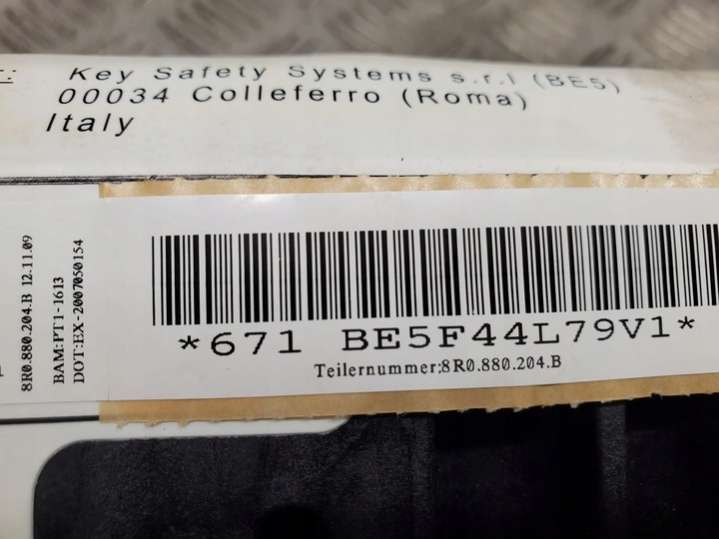 Key Safety Systems s.r.l (BE5)
00034 Colleferro (Roma)
Italy
8R0.880.204.B 12.11.09
BAM:PT1-1613
DOT:EX-2007050154
*671 BE5F44L79V1*
Teilernummer:8R0.880.204.B